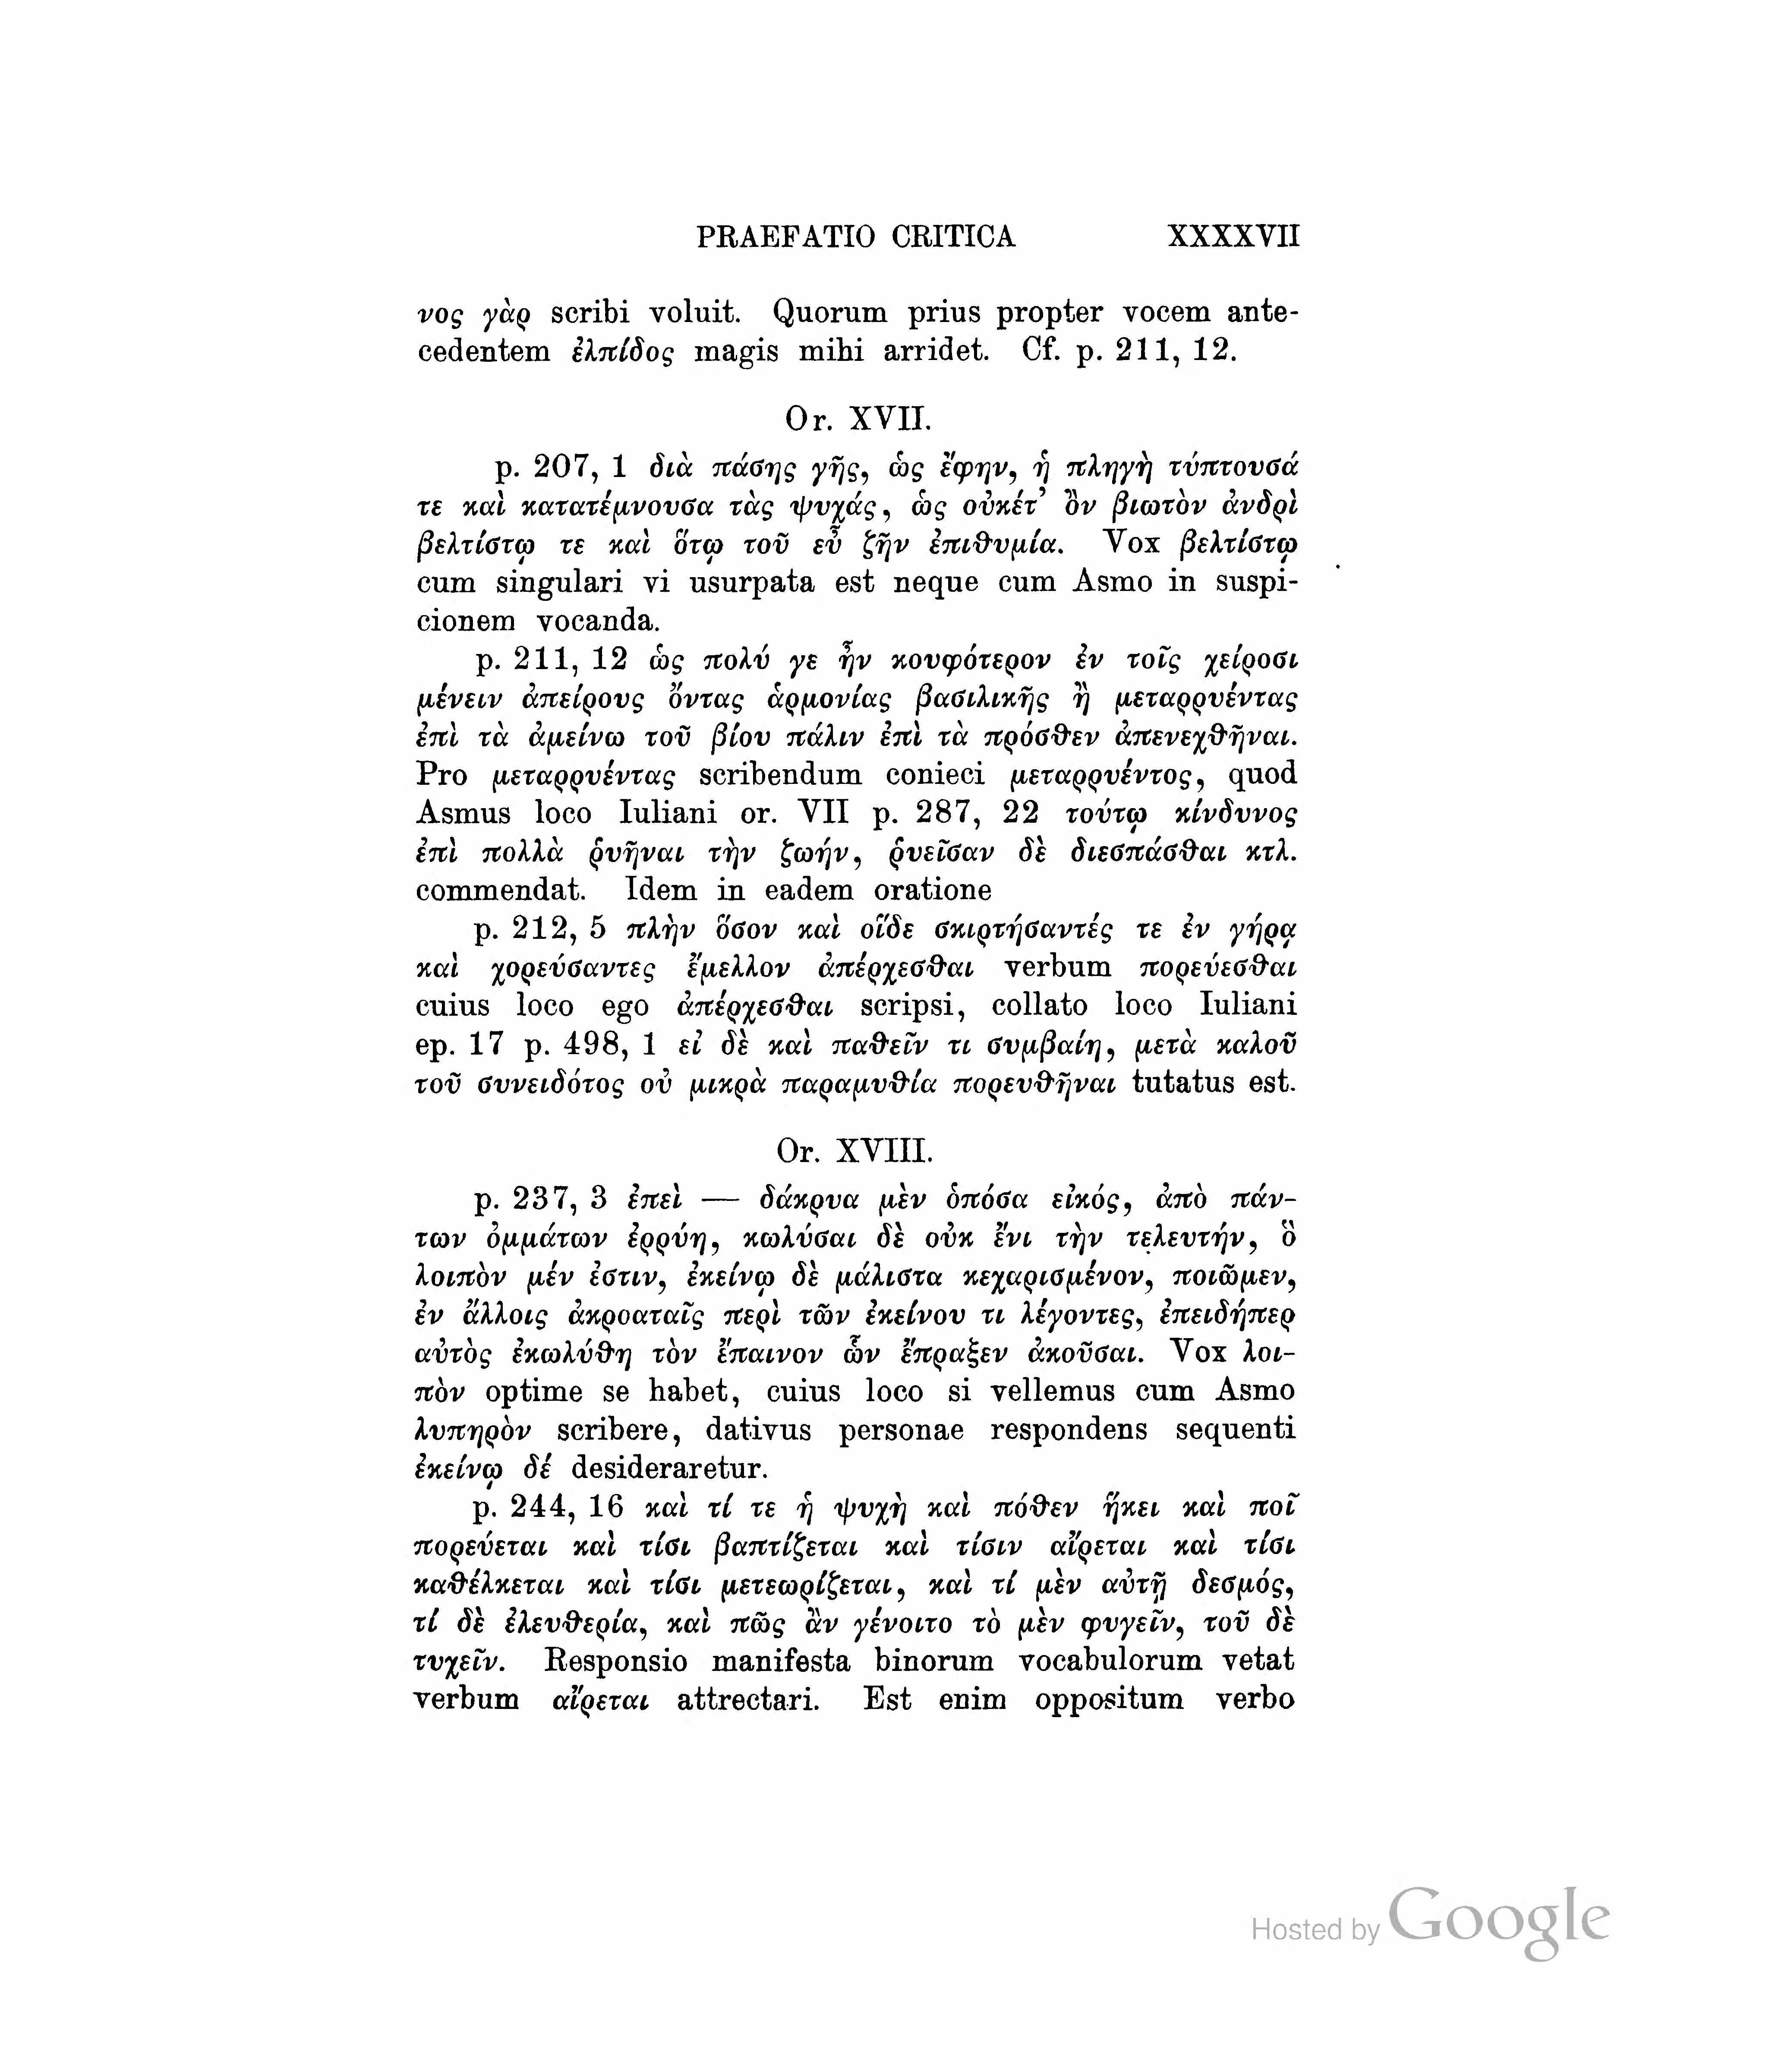 PRAEFATIO CRITICA XXXXVII
νος γὰρ scribi voluit. Quorum prius propter vocem ante-
cedentem ἐλπίδος magis mihi arridet. Cf. p. 211, 12.
Or. XVII.
p. 207, 1 διὰ πάσης γῆς, ὡς ἔφην, ἡ πληγὴ τύπτουσά
τε καὶ κατατέμνουσα τὰς ψυχάς, ὡς οὐκέτ’ ὂν βιωτὸν ἀνδρὶ
βελτίστῳ τε καὶ ὅτῳ τοῦ εὖ ζῆν ἐπιθυμία. Vox βελτίστῳ
cum singulari vi usurpata est neque cum Asmo in suspi-
cionem vocanda.
p. 211, 12 ὡς πολύ γε ἦν κουφότερον ἐν τοῖς χείροσι
μένειν ἀπείρους ὄντας ἁρμονίας βασιλικῆς ἢ μεταρρυέντας
ἐπὶ τὰ ἀμείνω τοῦ βίου πάλιν ἐπὶ τὰ πρόσθεν ἀπενεχθῆναι.
Pro μεταρρυέντας scribendum conieci μεταρρυέντος, quod
Asmus loco Iuliani or. VII p. 287, 22 τούτῳ κίνδυνος
ἐπὶ πολλὰ ῥυῆναι τὴν ζωήν, ῥυεῖσαν δὲ διεσπάσθαι κτλ.
commendat. Idem in eadem oratione
p. 212, 5 πλὴν ὅσον καὶ οἵδε σκιρτήσαντές τε ἐν γήρᾳ
καὶ χορεύσαντες ἔμελλον ἀπέρχεσθαι verbum πορεύεσθαι
cuius loco ego ἀπέρχεσθαι scripsi, collato loco Iuliani
ep. 17 p. 498, 1 εἰ δὲ καὶ παθεῖν τι συμβαίη, μετὰ καλοῦ
τοῦ συνειδότος οὐ μικρὰ παραμυθία πορευθῆναι tutatus est.
Or. XVIII.
p. 237, 3 ἐπεὶ — δάκρυα μὲν ὁπόσα εἰκός, ἀπὸ πάν-
των ὀμμάτων ἐρρύη, κωλύσαι δὲ οὐκ ἔνι τὴν τελευτήν, ὃ
λοιπὸν μέν ἐστιν, ἐκείνῳ δὲ μάλιστα κεχαρισμένον, ποιῶμεν,
ἐν ἄλλοις ἀκροαταῖς περὶ τῶν ἐκείνου τι λέγοντες, ἐπειδήπερ
αὐτὸς ἐκωλύθη τὸν ἔπαινον ὧν ἔπραξεν ἀκοῦσαι. Vox λοι-
πὸν optime se habet, cuius loco si vellemus cum Asmo
λυπηρὸν scribere, dativus personae respondens sequenti
ἐκείνῳ δέ desideraretur.
p. 244, 16 καὶ τί τε ἡ ψυχὴ καὶ πόθεν ἥκει καὶ ποῖ
πορεύεται καὶ τίσι βαπτίζεται καὶ τίσιν αἴρεται καὶ τίσι
καθέλκεται καὶ τίσι μετεωρίζεται, καὶ τί μὲν αὐτῇ δεσμός,
τί δὲ ἐλευθερία, καὶ πῶς ἂν γένοιτο τὸ μὲν φυγεῖν, τοῦ δὲ
τυχεῖν. Responsio manifesta binorum vocabulorum vetat
verbum αἴρεται attrectari. Est enim oppositum verbo
Hosted by Google